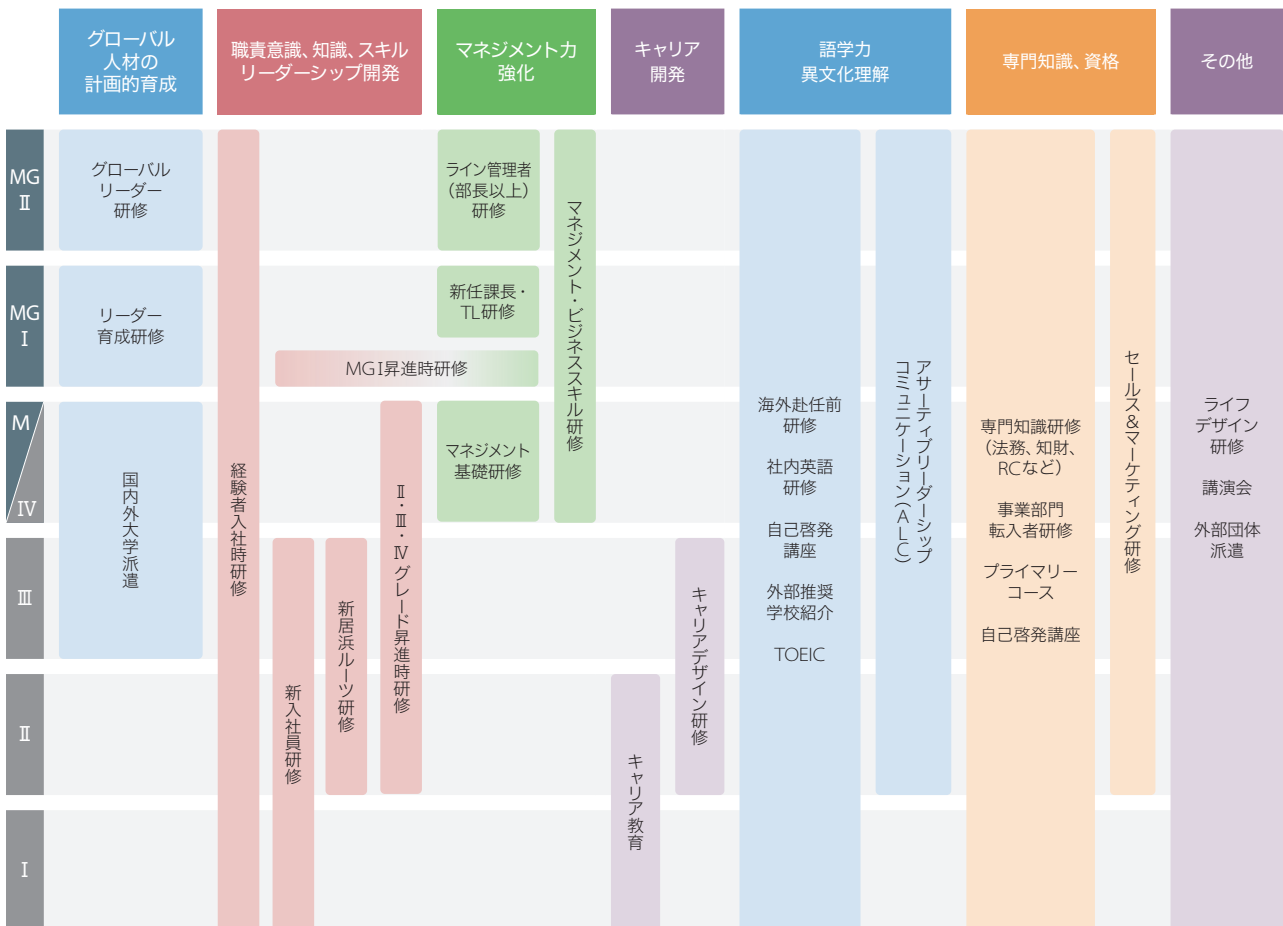 グローバル
人材の
計画的育成
職責意識、知識、スキル
リーダーシップ開発
マネジメント力
強化
キャリア
開発
語学力
異文化理解
専門知識、資格
その他
MG
Ⅱ
MG
Ⅰ
M
Ⅳ
Ⅲ
Ⅱ
Ⅰ
グローバル
リーダー
研修
リーダー
育成研修
国内外大学派遣
経験者入社時研修
新入社員研修
新居浜ルーツ研修
Ⅱ・Ⅲ・Ⅳグレード昇進時研修
MGⅠ昇進時研修
ライン管理者
(部長以上)
研修
新任課長・
TL研修
マネジメント
基礎研修
マネジメント・ビジネススキル研修
キャリア教育
キャリアデザイン研修
海外赴任前
研修
社内英語
研修
自己啓発
講座
外部推奨
学校紹介
TOEIC
アサーティブリーダーシップ
コミュニケーション(ALC)
専門知識研修
(法務、知財、
RCなど)
事業部門
転入者研修
プライマリー
コース
自己啓発講座
セールス&マーケティング研修
ライフ
デザイン
研修
講演会
外部団体
派遣